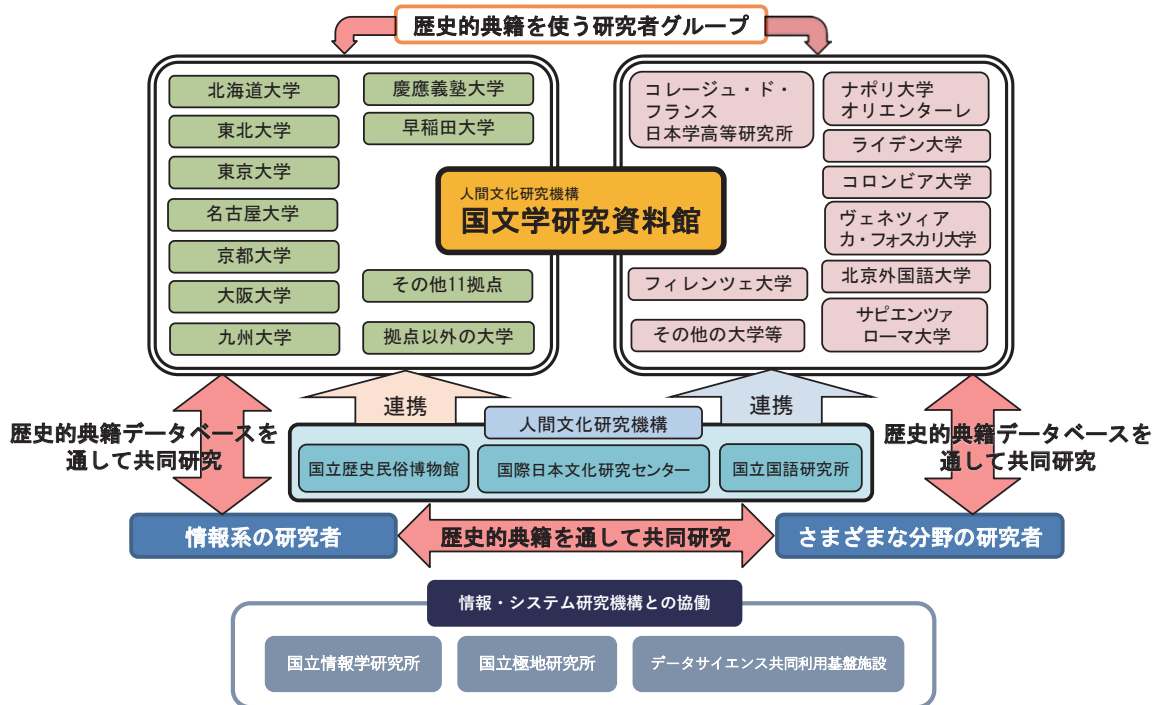 歴史的典籍を使う研究者グループ
北海道大学
東北大学
東京大学
名古屋大学
京都大学
大阪大学
九州大学
慶應義塾大学
早稲田大学
その他11拠点
拠点以外の大学
人間文化研究機構
国文学研究資料館
コレージュ・ド・
フランス
日本学高等研究所
フィレンツェ大学
その他の大学等
ナポリ大学
オリエンターレ
ライデン大学
コロンビア大学
ヴェネツィア
カ・フォスカリ大学
北京外国語大学
サピエンツァ
ローマ大学
連携
連携
歴史的典籍データベースを
通して共同研究
人間文化研究機構
国立歴史民俗博物館
国際日本文化研究センター
国立国語研究所
歴史的典籍データベースを
通して共同研究
情報系の研究者
歴史的典籍を通して共同研究
さまざまな分野の研究者
情報・システム研究機構との協働
国立情報学研究所
国立極地研究所
データサイエンス共同利用基盤施設